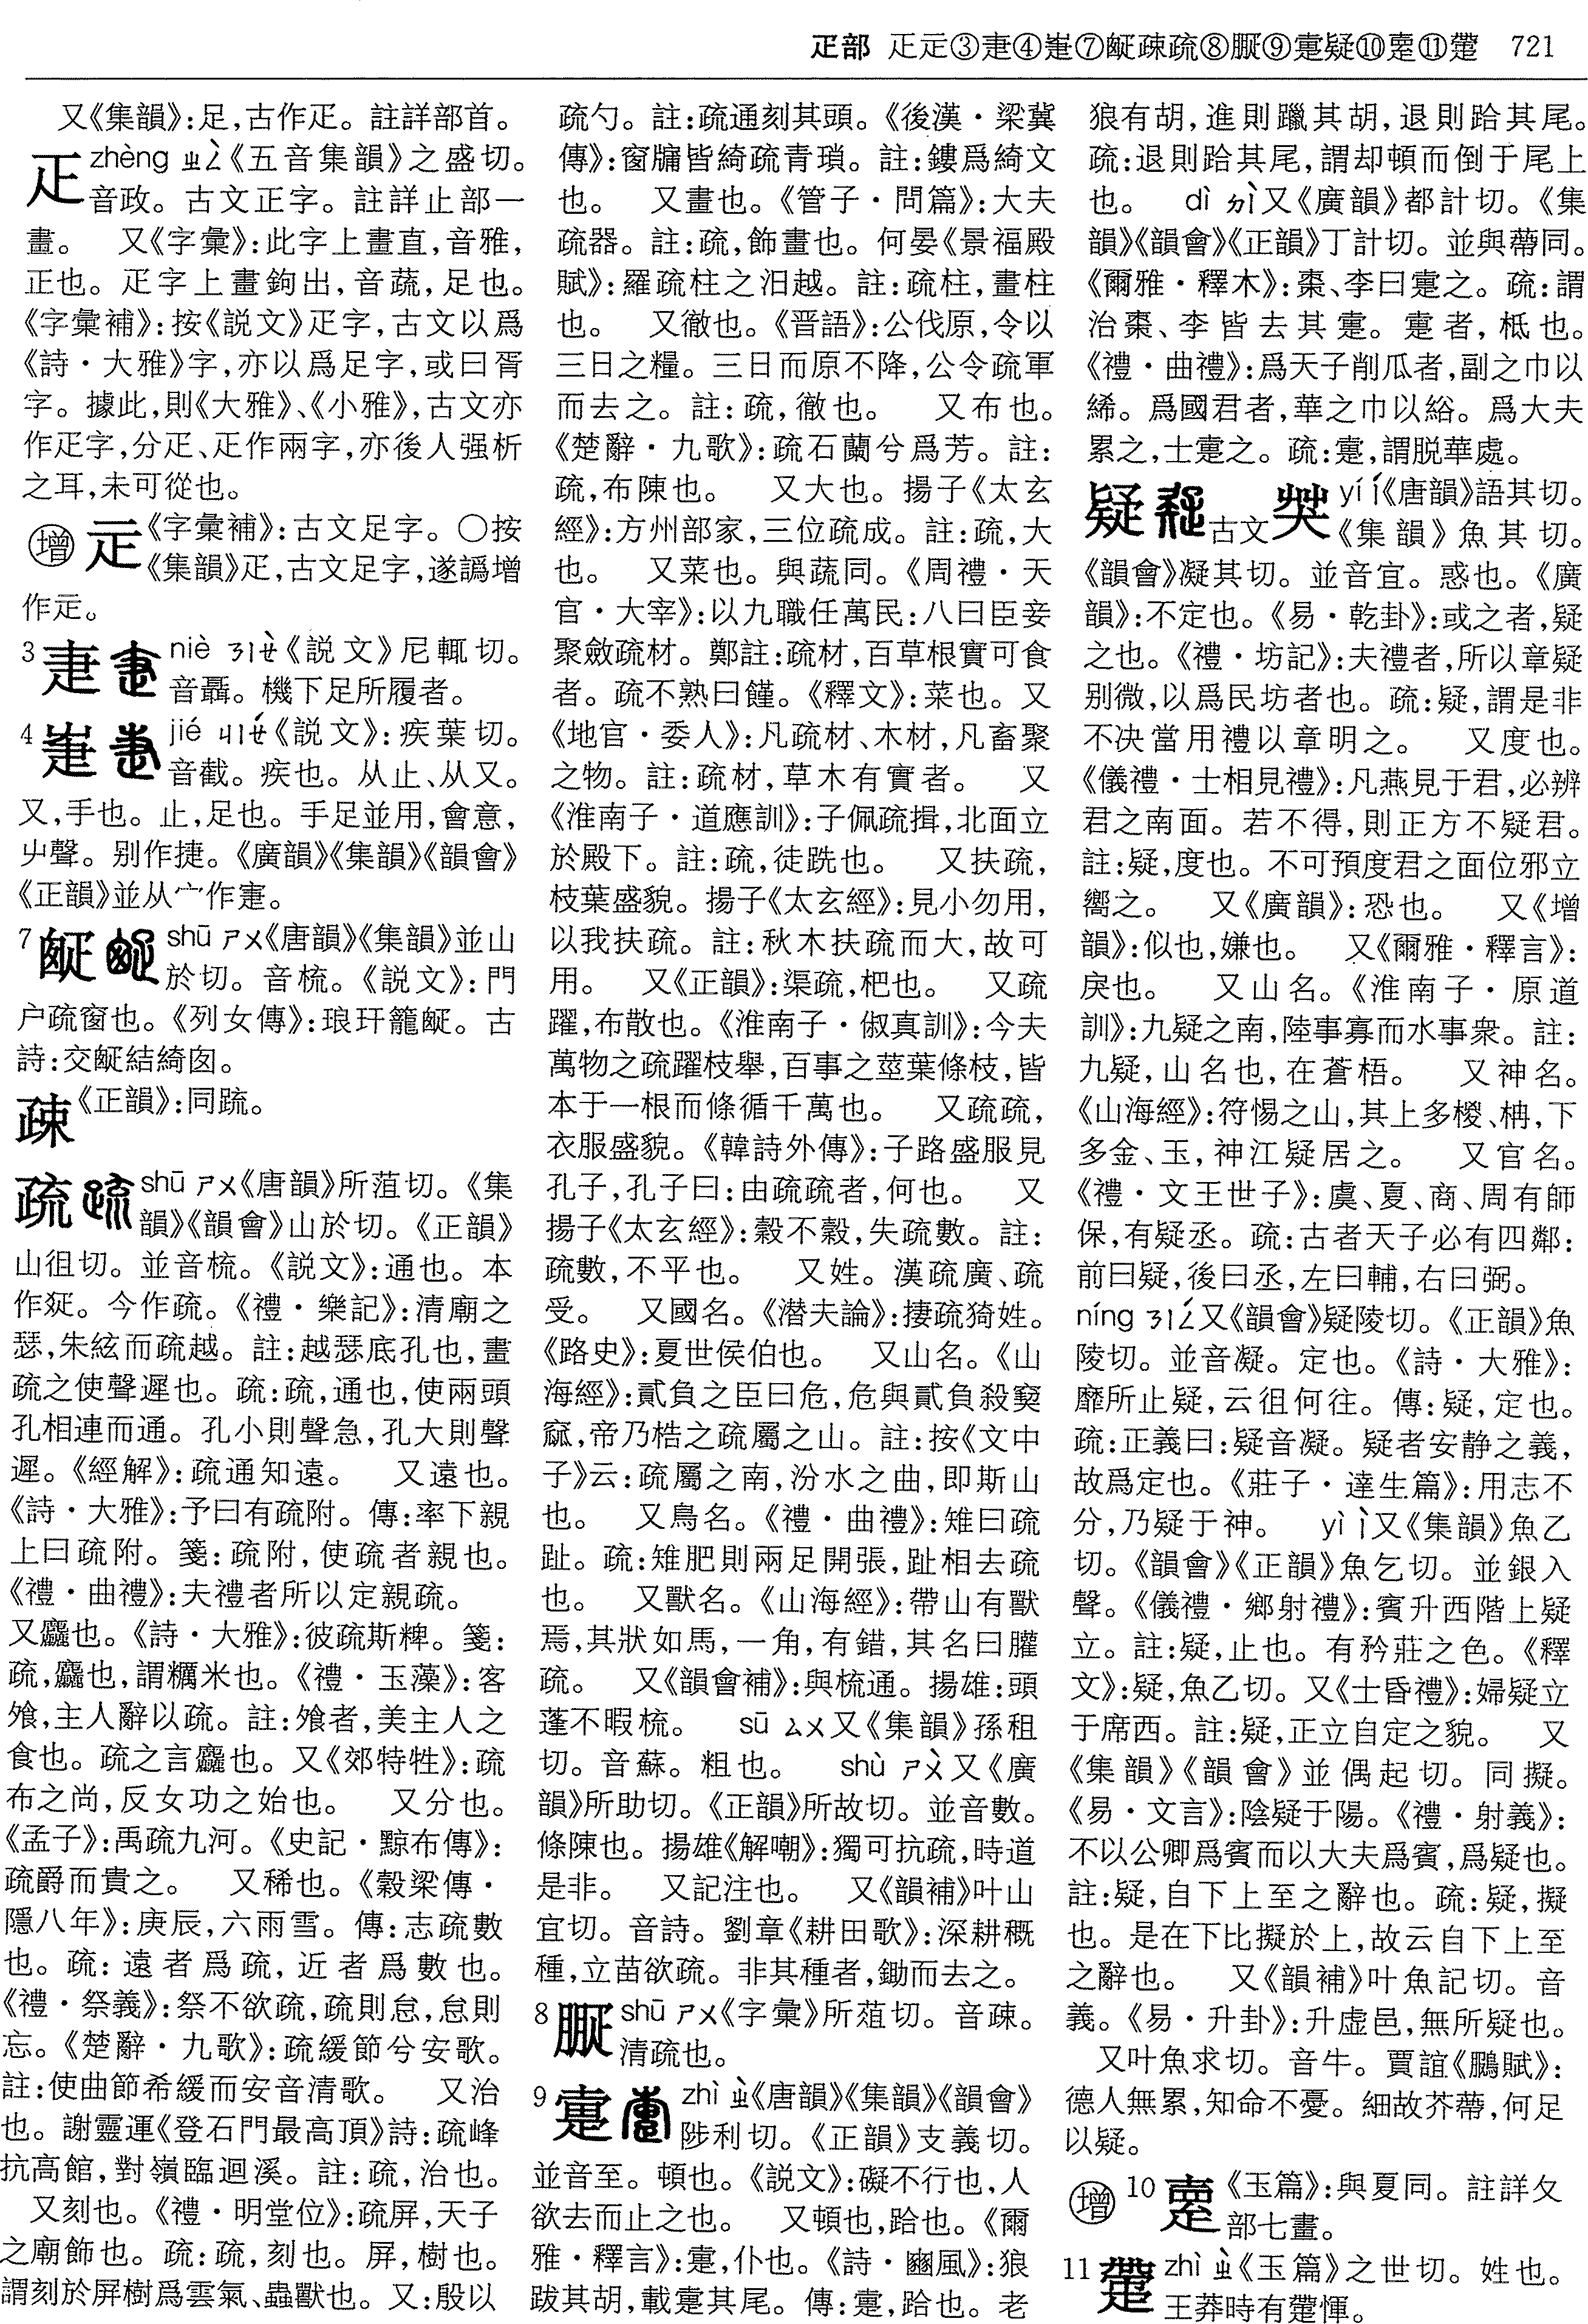 疋部 疋𤴓③疌④疌⑦䟽疎疏⑧䟽⑨疐疑⑩⑪ 721
又《集韻》:足,古作疋。註詳部首。
zhèng ㄓㄥˋ《五音集韻》之盛切。
音政。古文正字。註詳止部一
畫。 又《字彙》:此字上畫直,音雅,
正也。疋字上畫鉤出,音蔬,足也。
《字彙補》:按《説文》疋字,古文以爲
《詩·大雅》字,亦以爲足字,或曰胥
字。據此,則《大雅》、《小雅》,古文亦
作疋字,分疋、𤴓作兩字,亦後人强析
之耳,未可從也。
增 《字彙補》:古文足字。○按
《集韻》疋,古文足字,遂譌增
作。
3 疌 niè ㄋㄧㄝˋ《説文》尼輒切。
音聶。機下足所履者。
4 疌 jié ㄐㄧㄝˊ《説文》:疾葉切。
音截。疾也。从止、从又。
又,手也。止,足也。手足並用,會意,
屮聲。别作捷。《廣韻》《集韻》《韻會》
《正韻》並从宀作寁。
7 shū ㄕㄨ《唐韻》《集韻》並山
於切。音梳。《説文》:門
户疏窗也。《列女傳》:琅玕籠。古
詩:交結綺囱。
疎《正韻》:同疏。
疏 shū ㄕㄨ《唐韻》所菹切。《集
韻》《韻會》山於切。《正韻》
山徂切。並音梳。《説文》:通也。本
作。今作疏。《禮·樂記》:清廟之
瑟,朱絃而疏越。註:越瑟底孔也,畫
疏之使聲遲也。疏:疏,通也,使兩頭
孔相連而通。孔小則聲急,孔大則聲
遲。《經解》:疏通知遠。 又遠也。
《詩·大雅》:予曰有疏附。傳:率下親
上曰疏附。箋:疏附,使疏者親也。
《禮·曲禮》:夫禮者所以定親疏。
又麤也。《詩·大雅》:彼疏斯粺。箋:
疏,麤也,謂糲米也。《禮·玉藻》:客
飧,主人辭以疏。註:飧者,美主人之
食也。疏之言麤也。又《郊特牲》:疏
布之尚,反女功之始也。 又分也。
《孟子》:禹疏九河。《史記·黥布傳》:
疏爵而貴之。 又稀也。《穀梁傳·
隱八年》:庚辰,六雨雪。傳:志疏數
也。疏:遠者爲疏,近者爲數也。
《禮·祭義》:祭不欲疏,疏則怠,怠則
忘。《楚辭·九歌》:疏緩節兮安歌。
註:使曲節希緩而安音清歌。 又治
也。謝靈運《登石門最高頂》詩:疏峰
抗高館,對嶺臨迴溪。註:疏,治也。
又刻也。《禮·明堂位》:疏屏,天子
之廟飾也。疏:疏,刻也。屏,樹也。
謂刻於屏樹爲雲氣、蟲獸也。又:殷以
疏勺。註:疏通刻其頭。《後漢·梁冀
傳》:窗牖皆綺疏青瑣。註:鏤爲綺文
也。 又畫也。《管子·問篇》:大夫
疏器。註:疏,飾畫也。何晏《景福殿
賦》:羅疏柱之汨越。註:疏柱,畫柱
也。 又徹也。《晋語》:公伐原,令以
三日之糧。三日而原不降,公令疏軍
而去之。註:疏,徹也。 又布也。
《楚辭·九歌》:疏石蘭兮爲芳。註:
疏,布陳也。 又大也。揚子《太玄
經》:方州部家,三位疏成。註:疏,大
也。 又菜也。與蔬同。《周禮·天
官·大宰》:以九職任萬民:八曰臣妾
聚斂疏材。鄭註:疏材,百草根實可食
者。疏不熟曰饉。《釋文》:菜也。又
《地官·委人》:凡疏材、木材,凡畜聚
之物。註:疏材,草木有實者。 又
《淮南子·道應訓》:子佩疏揖,北面立
於殿下。註:疏,徒跣也。 又扶疏,
枝葉盛貌。揚子《太玄經》:見小勿用,
以我扶疏。註:秋木扶疏而大,故可
用。 又《正韻》:渠疏,杷也。 又疏
躍,布散也。《淮南子·俶真訓》:今夫
萬物之疏躍枝舉,百事之莖葉條枝,皆
本于一根而條循千萬也。 又疏疏,
衣服盛貌。《韓詩外傳》:子路盛服見
孔子,孔子曰:由疏疏者,何也。 又
揚子《太玄經》:穀不穀,失疏數。註:
疏數,不平也。 又姓。漢疏廣、疏
受。 又國名。《潛夫論》:捿疏猗姓。
《路史》:夏世侯伯也。 又山名。《山
海經》:貳負之臣曰危,危與貳負殺窫
窳,帝乃梏之疏屬之山。註:按《文中
子》云:疏屬之南,汾水之曲,即斯山
也。 又鳥名。《禮·曲禮》:雉曰疏
趾。疏:雉肥則兩足開張,趾相去疏
也。 又獸名。《山海經》:帶山有獸
焉,其狀如馬,一角,有錯,其名曰䑏
疏。 又《韻會補》:與梳通。揚雄:頭
蓬不暇梳。 sū ㄙㄨ又《集韻》孫租
切。音蘇。粗也。 shù ㄕㄨˋ又《廣
韻》所助切。《正韻》所故切。並音數。
條陳也。揚雄《解嘲》:獨可抗疏,時道
是非。 又記注也。 又《韻補》叶山
宜切。音詩。劉章《耕田歌》:深耕穊
種,立苗欲疏。非其種者,鋤而去之。
8 shū ㄕㄨ《字彙》所菹切。音疎。
清疏也。
9 疐 zhì ㄓˋ《唐韻》《集韻》《韻會》
陟利切。《正韻》支義切。
並音至。頓也。《説文》:礙不行也,人
欲去而止之也。 又頓也,跲也。《爾
雅·釋言》:疐,仆也。《詩·豳風》:狼
跋其胡,載疐其尾。傳:疐,跲也。老
狼有胡,進則躐其胡,退則跲其尾。
疏:退則跲其尾,謂却頓而倒于尾上
也。 dì ㄉㄧˋ又《廣韻》都計切。《集
韻》《韻會》《正韻》丁計切。並與蔕同。
《爾雅·釋木》:棗、李曰疐之。疏:謂
治棗、李皆去其疐。疐者,柢也。
《禮·曲禮》:爲天子削瓜者,副之巾以
絺。爲國君者,華之巾以綌。爲大夫
累之,士疐之。疏:疐,謂脱華處。
疑 古文 yí ㄧˊ《唐韻》語其切。
《集韻》魚其切。
《韻會》凝其切。並音宜。惑也。《廣
韻》:不定也。《易·乾卦》:或之者,疑
之也。《禮·坊記》:夫禮者,所以章疑
别微,以爲民坊者也。疏:疑,謂是非
不决當用禮以章明之。 又度也。
《儀禮·士相見禮》:凡燕見于君,必辨
君之南面。若不得,則正方不疑君。
註:疑,度也。不可預度君之面位邪立
嚮之。 又《廣韻》:恐也。 又《增
韻》:似也,嫌也。 又《爾雅·釋言》:
戾也。 又山名。《淮南子·原道
訓》:九疑之南,陸事寡而水事衆。註:
九疑,山名也,在蒼梧。 又神名。
《山海經》:符惕之山,其上多椶、柟,下
多金、玉,神江疑居之。 又官名。
《禮·文王世子》:虞、夏、商、周有師
保,有疑丞。疏:古者天子必有四鄰:
前曰疑,後曰丞,左曰輔,右曰弼。
níng ㄋㄧㄥˊ又《韻會》疑陵切。《正韻》魚
陵切。並音凝。定也。《詩·大雅》:
靡所止疑,云徂何往。傳:疑,定也。
疏:正義曰:疑音凝。疑者安静之義,
故爲定也。《莊子·達生篇》:用志不
分,乃疑于神。 yì ㄧˋ又《集韻》魚乙
切。《韻會》《正韻》魚乞切。並銀入
聲。《儀禮·鄉射禮》:賓升西階上疑
立。註:疑,止也。有矜莊之色。《釋
文》:疑,魚乙切。又《士昏禮》:婦疑立
于席西。註:疑,正立自定之貌。 又
《集韻》《韻會》並偶起切。同擬。
《易·文言》:陰疑于陽。《禮·射義》:
不以公卿爲賓而以大夫爲賓,爲疑也。
註:疑,自下上至之辭也。疏:疑,擬
也。是在下比擬於上,故云自下上至
之辭也。 又《韻補》叶魚記切。音
義。《易·升卦》:升虚邑,無所疑也。
又叶魚求切。音牛。賈誼《鵩賦》:
德人無累,知命不憂。細故芥蔕,何足
以疑。
增 10 《玉篇》:與夏同。註詳夂
部七畫。
11 zhì ㄓˋ《玉篇》之世切。姓也。
王莽時有惲。